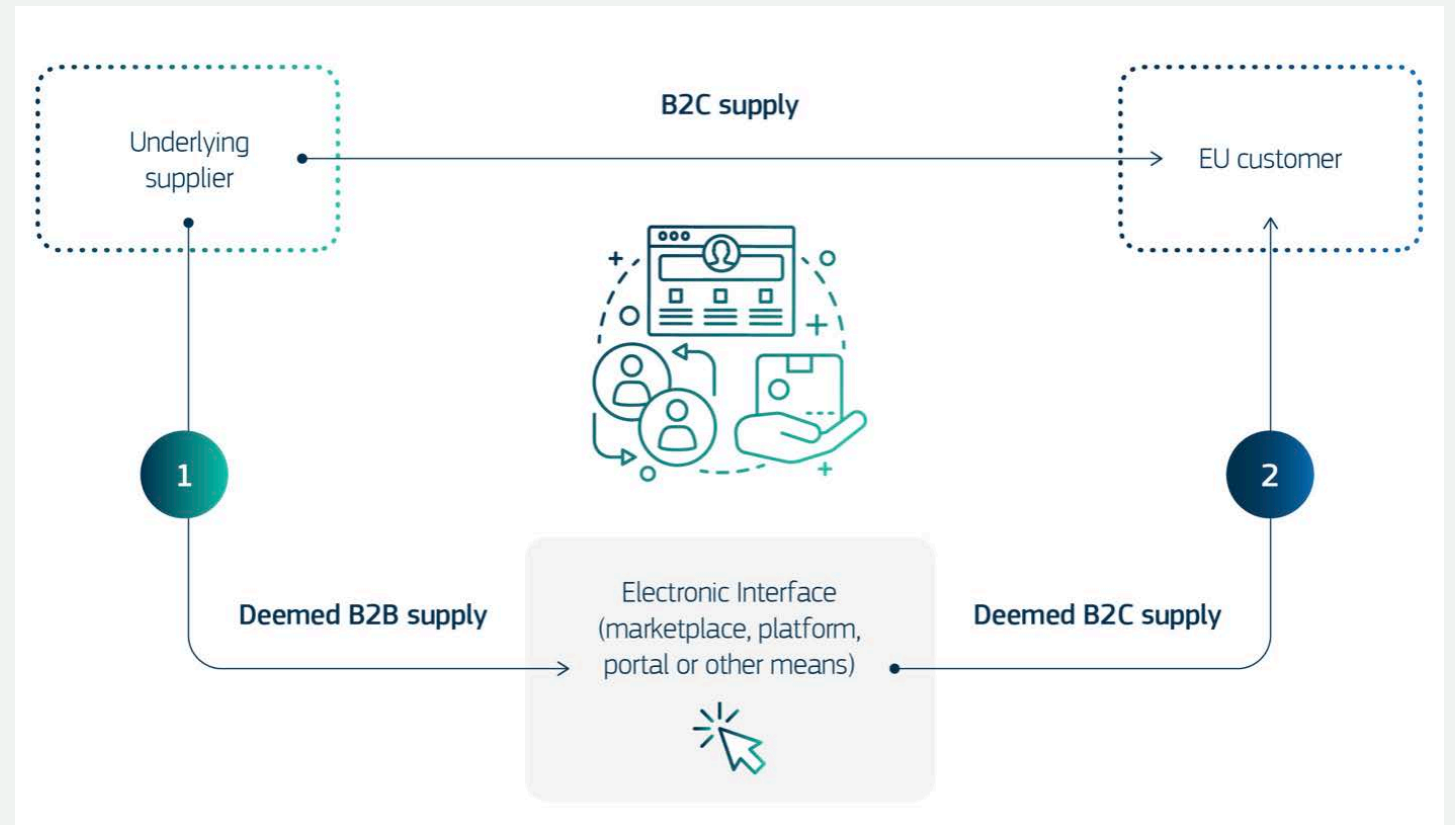 B2C supply
Underlying
supplier
EU customer
1
2
Deemed B2B supply
Electronic Interface
(marketplace, platform,
portal or other means)
Deemed B2C supply